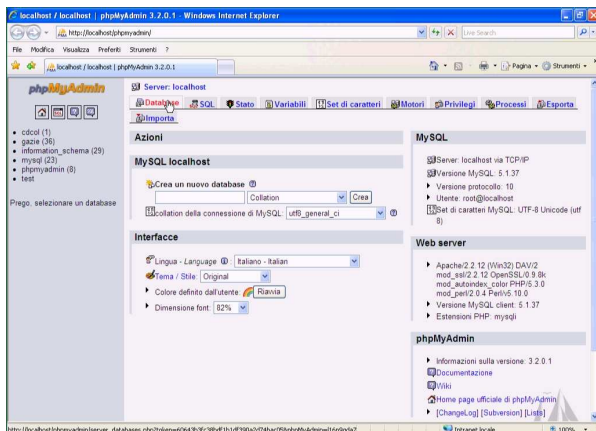 localhost / localhost | phpMyAdmin 3.2.0.1 - Windows Internet Explorer
http://localhost/phpmyadmin/
Live Search
File Modifica Visualizza Preferiti Strumenti ?
localhost / localhost | phpMyAdmin 3.2.0.1
Pagina Strumenti
phpMyAdmin
cdcol (1)
gazie (36)
information_schema (29)
mysql (23)
phpmyadmin (8)
test
Prego, selezionare un database
Server: localhost
Database SQL Stato Variabili Set di caratteri Motori Privilegi Processi Esporta
Importa
Azioni
MySQL localhost
Crea un nuovo database
Collation Crea
collation della connessione di MySQL: utf8_general_ci
Interfacce
Lingua - Language : Italiano - Italian
Tema / Stile: Original
Colore definito dall'utente: Riavvia
Dimensione font: 82%
MySQL
Server: localhost via TCP/IP
Versione MySQL: 5.1.37
Versione protocollo: 10
Utente: root@localhost
Set di caratteri MySQL: UTF-8 Unicode (utf
8)
Web server
Apache/2.2.12 (Win32) DAV/2
mod_ssl/2.2.12 OpenSSL/0.9.8k
mod_autoindex_color PHP/5.3.0
mod_perl/2.0.4 Perl/v5.10.0
Versione MySQL client: 5.1.37
Estensioni PHP: mysqli
phpMyAdmin
Informazioni sulla versione: 3.2.0.1
Documentazione
Wiki
Home page ufficiale di phpMyAdmin
[ChangeLog] [Subversion] [Lists]
Intranet locale 100%